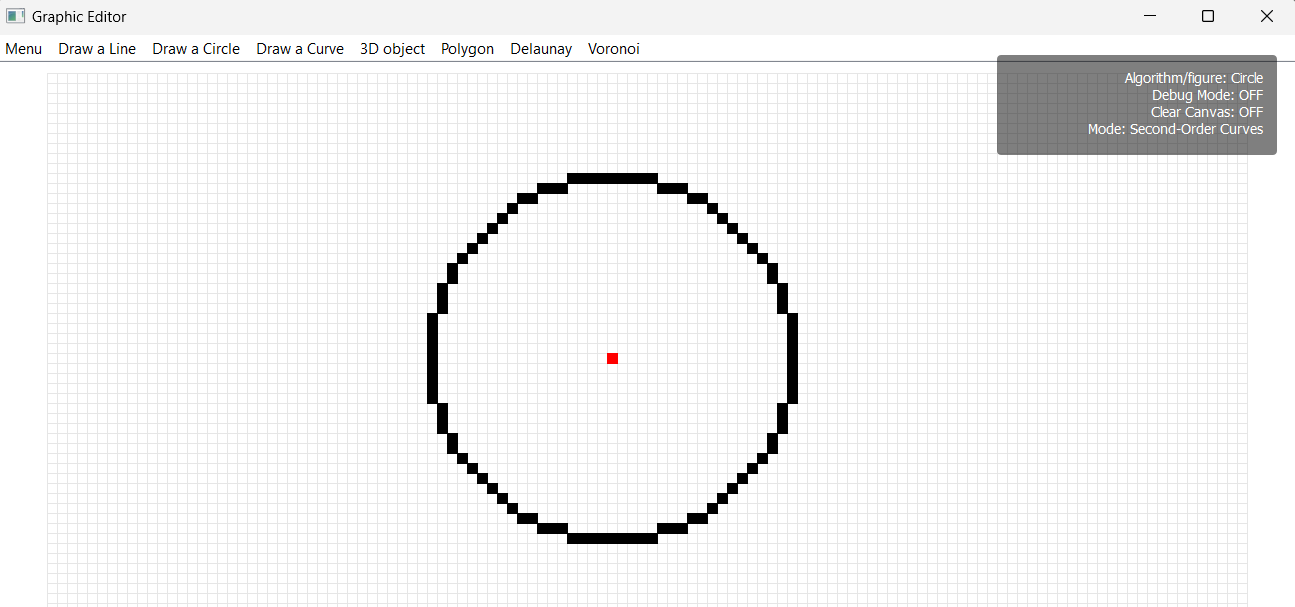 Graphic Editor
Menu Draw a Line Draw a Circle Draw a Curve 3D object Polygon Delaunay Voronoi
Algorithm/figure: Circle
Debug Mode: OFF
Clear Canvas: OFF
Mode: Second-Order Curves